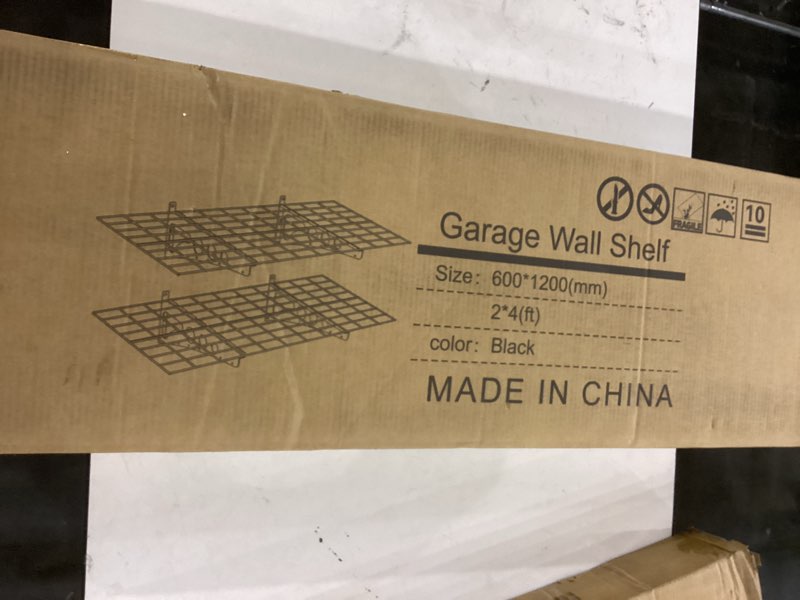 FRAGILE
10
Garage Wall Shelf
Size: 600*1200(mm)
2*4(ft)
color: Black
MADE IN CHINA